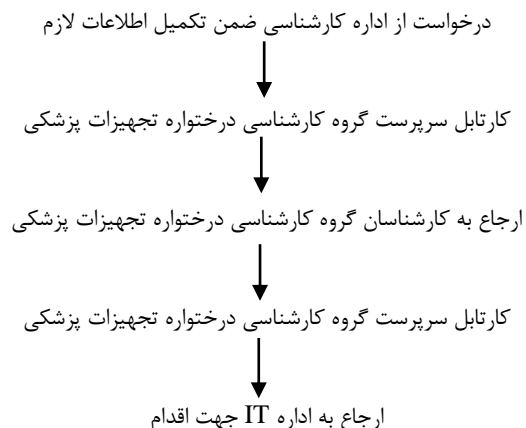 درخواست از اداره کارشناسی ضمن تکمیل اطلاعات لازم
کارتابل سرپرست گروه کارشناسی درختواره تجهیزات پزشکی
ارجاع به کارشناسان گروه کارشناسی درختواره تجهیزات پزشکی
کارتابل سرپرست گروه کارشناسی درختواره تجهیزات پزشکی
ارجاع به اداره IT جهت اقدام